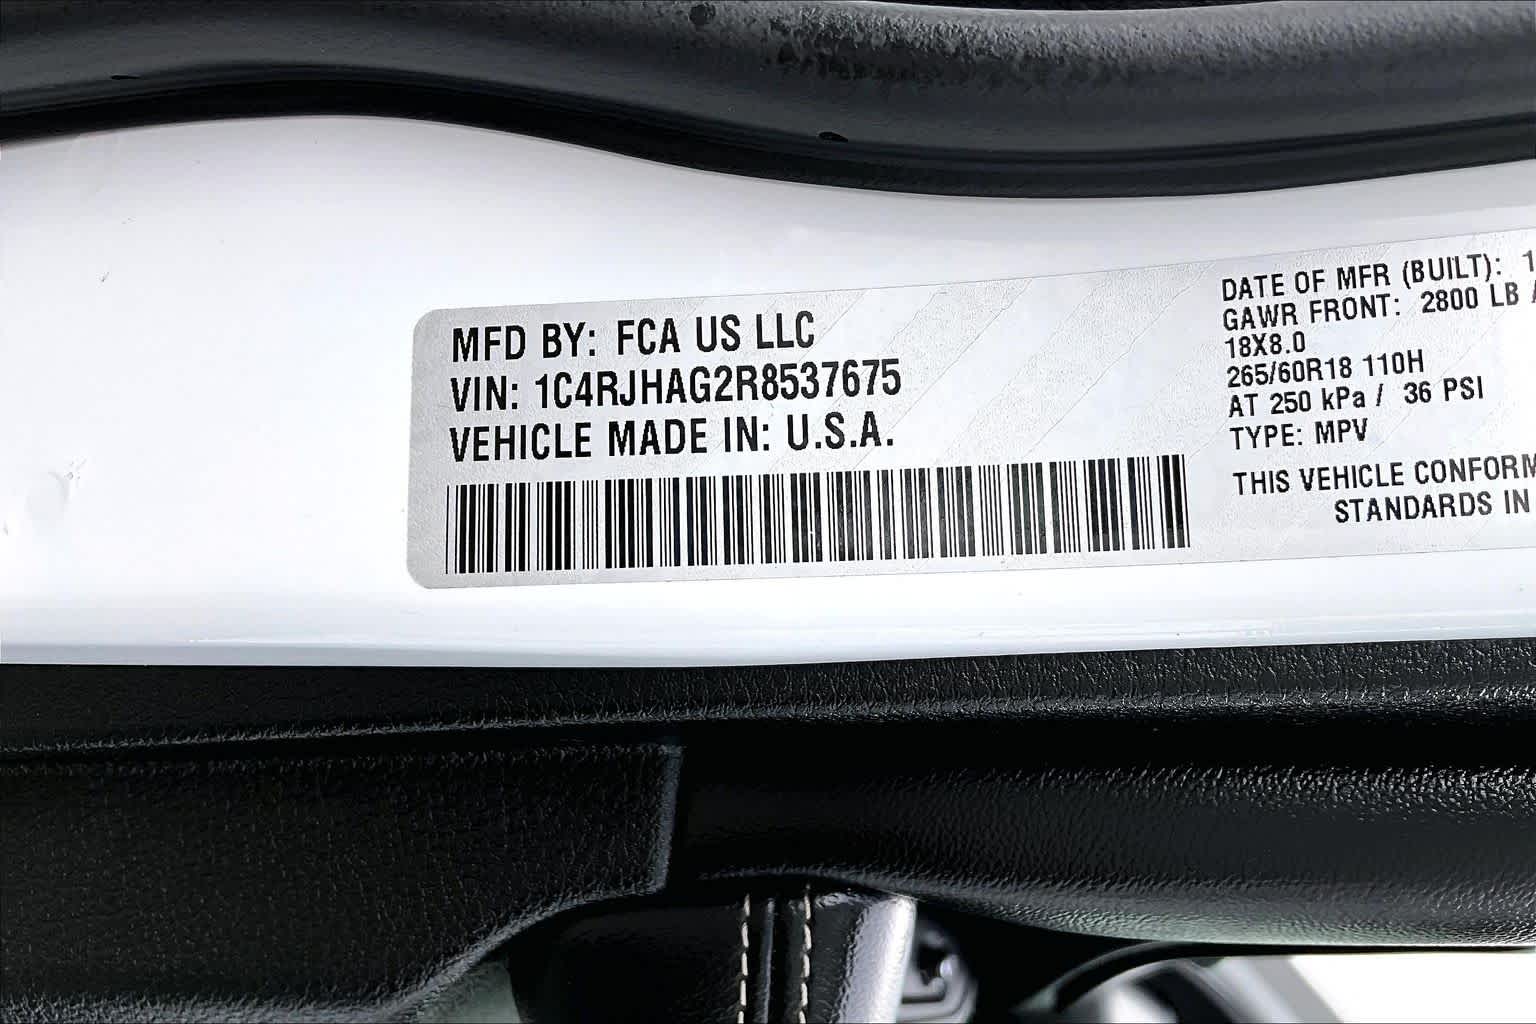 MFD BY: FCA US LLC
VIN: 1C4RJHAG2R8537675
VEHICLE MADE IN: U.S.A.
DATE OF MFR (BUILT): 1
GAWR FRONT: 2800 LB
18X8.0
265/60R18 110H
AT 250 kPa / 36 PSI
TYPE: MPV
THIS VEHICLE CONFORM
STANDARDS IN